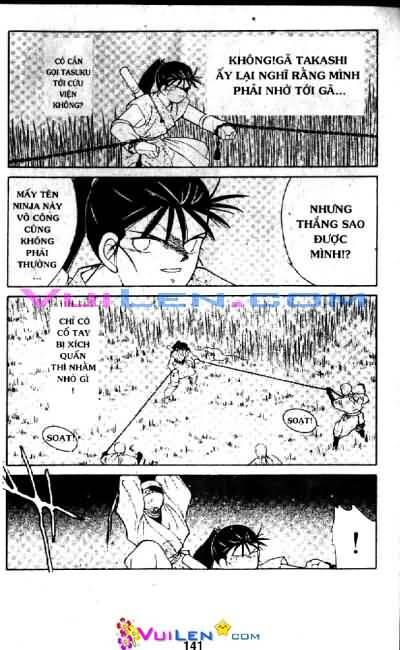 CÓ CẦN
GỌI TASUKU
TỚI CỨU
VIỆN
KHÔNG?
KHÔNG!GÃ TAKASHI
ẤY LẠI NGHĨ RẰNG MÌNH
PHẢI NHỜ TỚI GÃ...
MẤY TÊN
NINJA NÀY
VÕ CÔNG
CŨNG
KHÔNG
PHẢI
THƯỜNG
...
NHƯNG
THẮNG SAO
ĐƯỢC
MÌNH!?
VUILEN.COM
CHỈ CÓ
CỔ TAY
BỊ XÍCH
QUẤN
THÌ NHẰM
NHÒ GÌ
!
SOẠT!
SOẠT!
!
VUILEN.COM
141